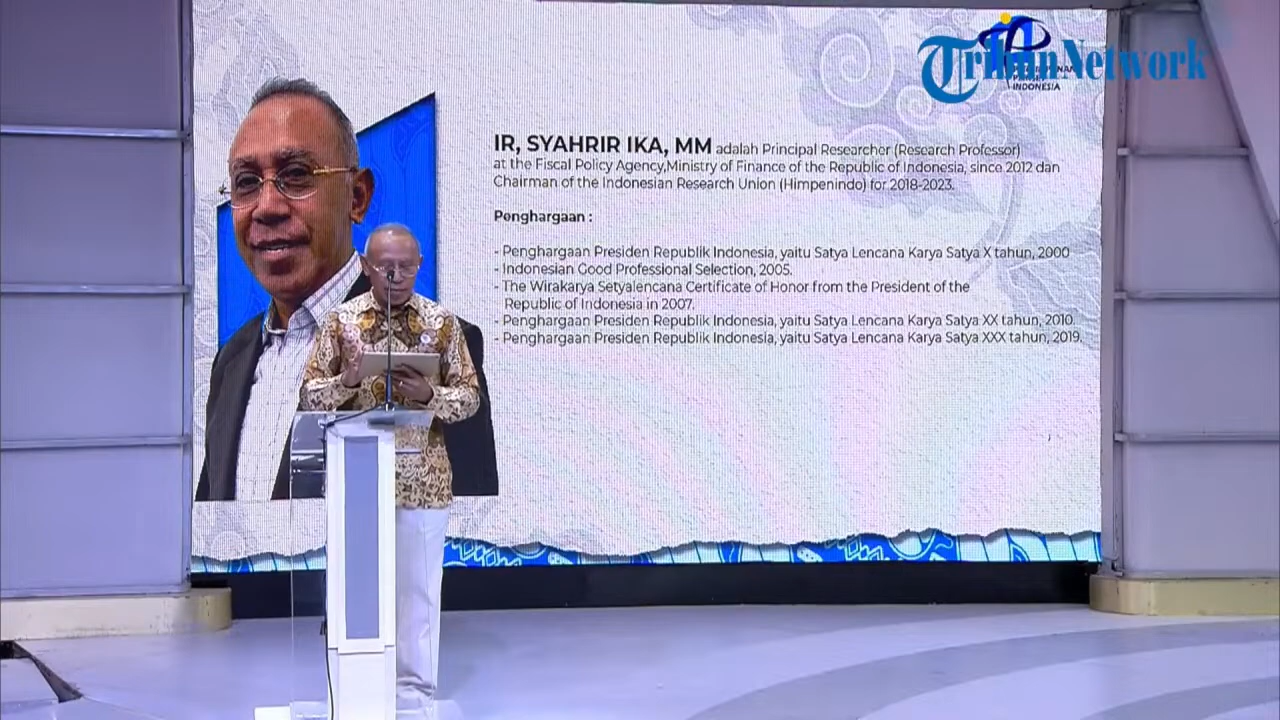 Tribun Network
INDONESIA
IR, SYAHRIR IKA, MM adalah Principal Researcher (Research Professor)
at the Fiscal Policy Agency,Ministry of Finance of the Republic of Indonesia, since 2012 dan
Chairman of the Indonesian Research Union (Himpenindo) for 2018-2023.
Penghargaan :
- Penghargaan Presiden Republik Indonesia, yaitu Satya Lencana Karya Satya X tahun, 2000
- Indonesian Good Professional Selection, 2005.
- The Wirakarya Setyalencana Certificate of Honor from the President of the
Republic of Indonesia in 2007.
- Penghargaan Presiden Republik Indonesia, yaitu Satya Lencana Karya Satya XX tahun, 2010.
- Penghargaan Presiden Republik Indonesia, yaitu Satya Lencana Karya Satya XXX tahun, 2019.